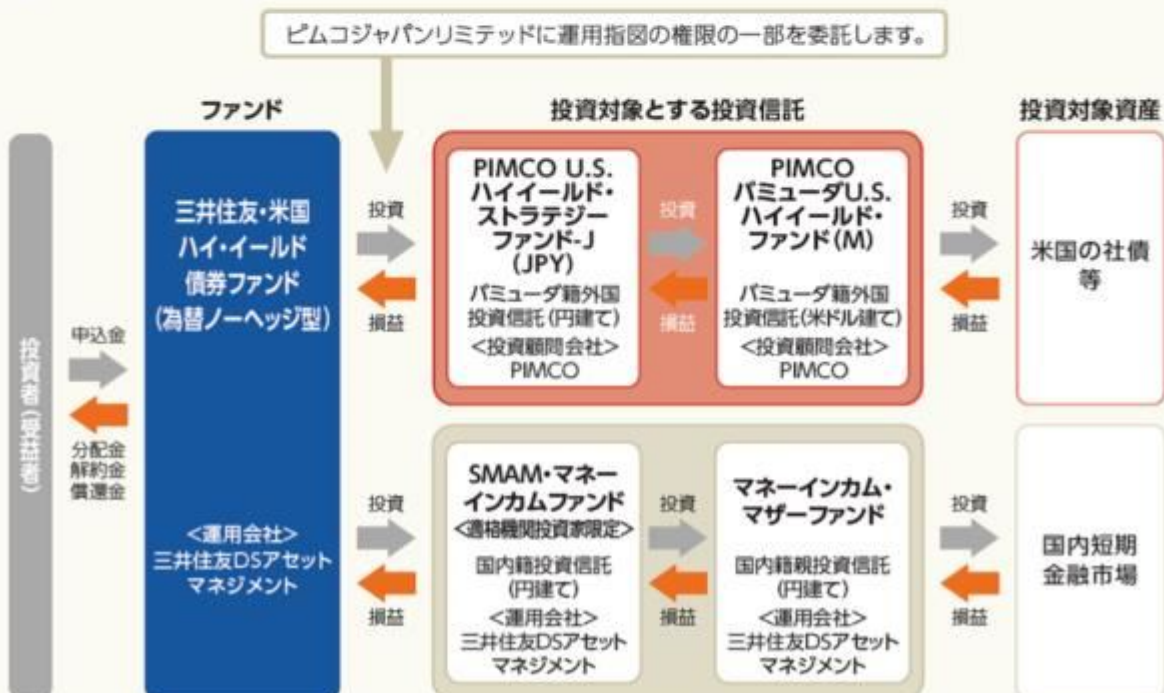 ピムコジャパンリミテッドに運用指図の権限の一部を委託します。
ファンド
投資対象とする投資信託
投資対象資産
投資者(受益者)
申込金
分配金
解約金
償還金
三井住友・米国
ハイ・イールド
債券ファンド
(為替ノーヘッジ型)
<運用会社>
三井住友DSアセット
マネジメント
投資
損益
PIMCO U.S.
ハイイールド・
ストラテジー
ファンド-J
(JPY)
バミューダ籍外国
投資信託(円建て)
<投資顧問会社>
PIMCO
投資
損益
PIMCO
バミューダU.S.
ハイイールド・
ファンド(M)
バミューダ籍外国
投資信託(米ドル建て)
<投資顧問会社>
PIMCO
投資
損益
米国の社債
等
投資
損益
SMAM・マネー
インカムファンド
<適格機関投資家限定>
国内籍投資信託
(円建て)
<運用会社>
三井住友DSアセット
マネジメント
投資
損益
マネーインカム・
マザーファンド
国内籍親投資信託
(円建て)
<運用会社>
三井住友DSアセット
マネジメント
投資
損益
国内短期
金融市場